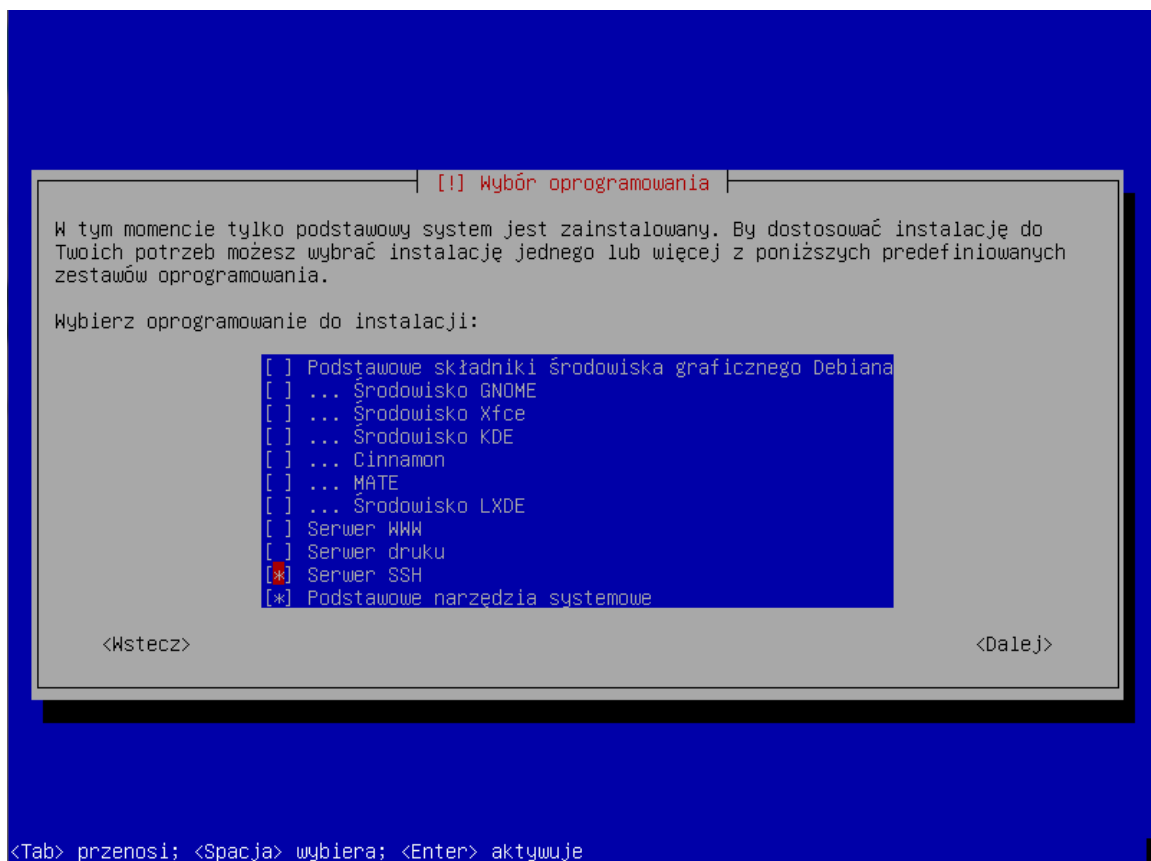 [!] Wybór oprogramowania
W tym momencie tylko podstawowy system jest zainstalowany. By dostosować instalację do
Twoich potrzeb możesz wybrać instalację jednego lub więcej z poniższych predefiniowanych
zestawów oprogramowania.
Wybierz oprogramowanie do instalacji:
[ ] Podstawowe składniki środowiska graficznego Debiana
[ ] ... Środowisko GNOME
[ ] ... Środowisko Xfce
[ ] ... Środowisko KDE
[ ] ... Cinnamon
[ ] ... MATE
[ ] ... Środowisko LXDE
[ ] Serwer WWW
[ ] Serwer druku
[*] Serwer SSH
[*] Podstawowe narzędzia systemowe
<Wstecz> <Dalej>
<Tab> przenosi; <Spacja> wybiera; <Enter> aktywuje